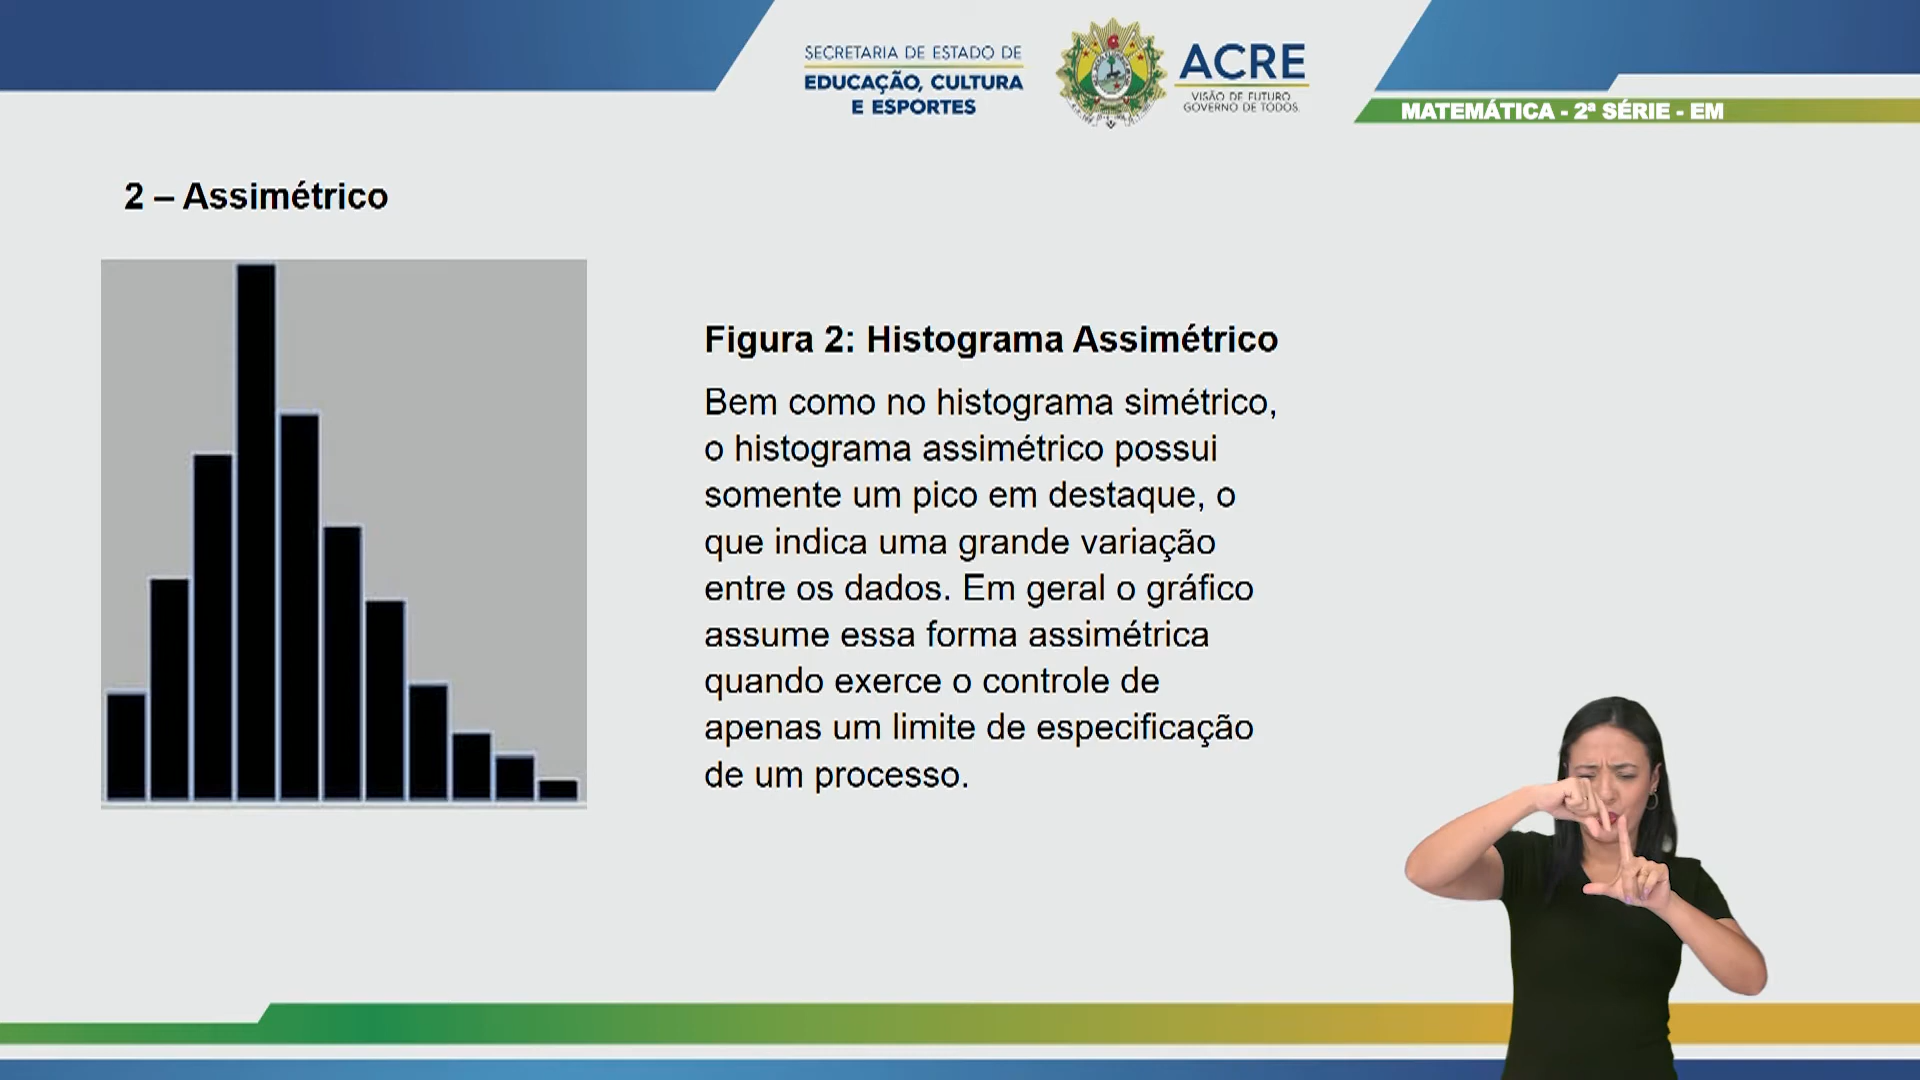 SECRETARIA DE ESTADO DE
EDUCAÇÃO, CULTURA
E ESPORTES
ACRE
VISÃO DE FUTURO
GOVERNO DE TODOS
MATEMÁTICA - 2ª SÉRIE - EM
2 – Assimétrico
Figura 2: Histograma Assimétrico
Bem como no histograma simétrico,
o histograma assimétrico possui
somente um pico em destaque, o
que indica uma grande variação
entre os dados. Em geral o gráfico
assume essa forma assimétrica
quando exerce o controle de
apenas um limite de especificação
de um processo.